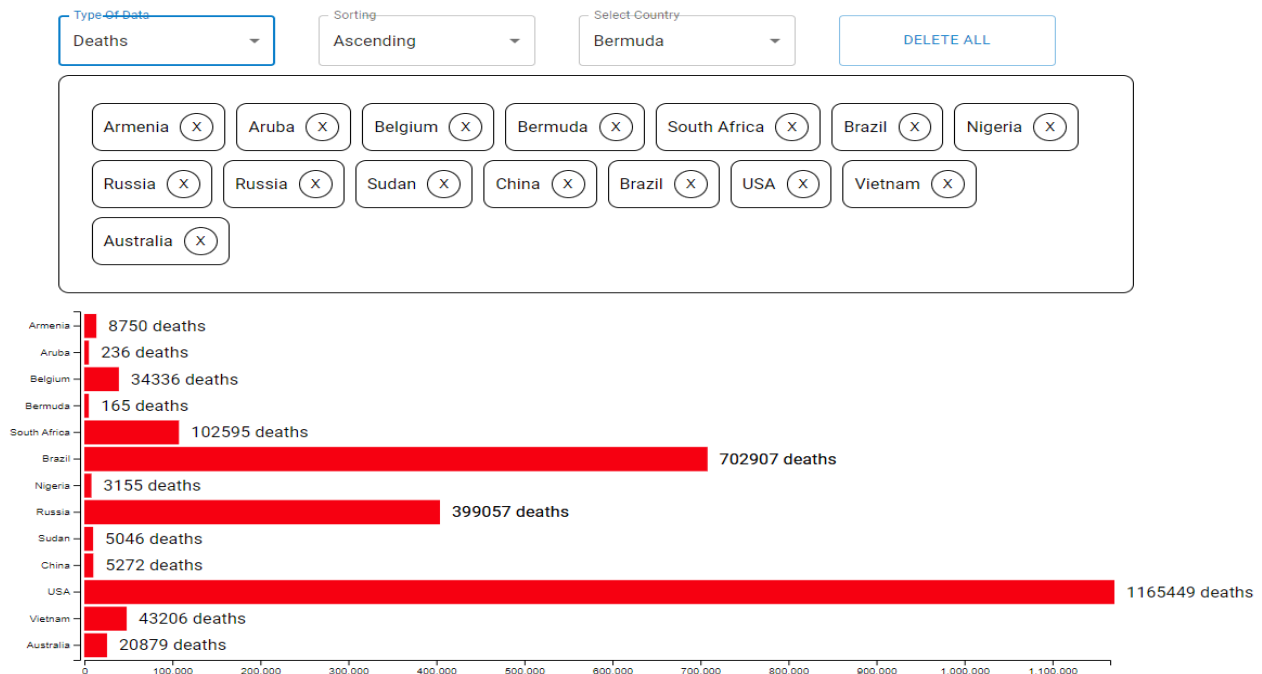 Type Of Data Sorting Select Country
Deaths Ascending Bermuda DELETE ALL
Armenia X Aruba X Belgium X Bermuda X South Africa X Brazil X Nigeria X
Russia X Russia X Sudan X China X Brazil X USA X Vietnam X
Australia X
Armenia 8750 deaths
Aruba 236 deaths
Belgium 34336 deaths
Bermuda 165 deaths
South Africa 102595 deaths
Brazil 702907 deaths
Nigeria 3155 deaths
Russia 399057 deaths
Sudan 5046 deaths
China 5272 deaths
USA 1165449 deaths
Vietnam 43206 deaths
Australia 20879 deaths
0 100.000 200.000 300.000 400.000 500.000 600.000 700.000 800.000 900.000 1.000.000 1.100.000